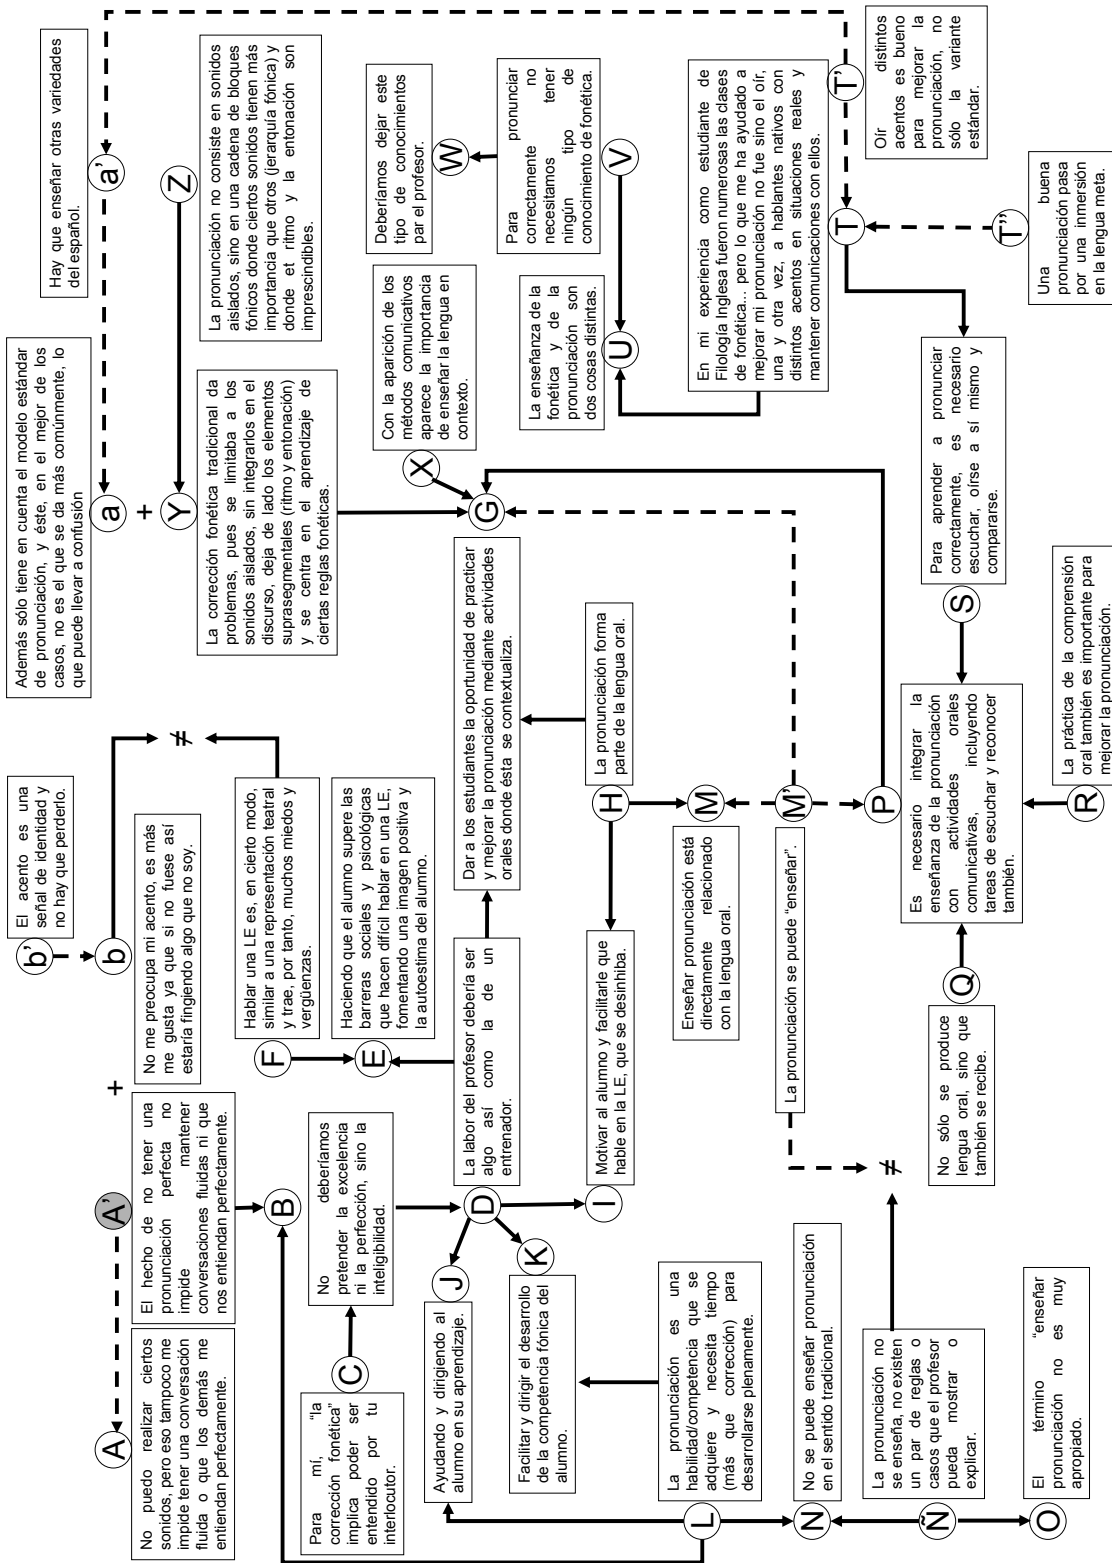 A
No puedo realizar ciertos
sonidos, pero eso tampoco me
impide tener una conversación
fluida o que los demás me
entiendan perfectamente.
A'
El hecho de no tener una
pronunciación perfecta no
impide mantener
conversaciones fluidas ni que
nos entiendan perfectamente.
+
b'
El acento es una
señal de identidad y
no hay que perderlo.
b
No me preocupa mi acento, es más
me gusta ya que si no fuese así
estaría fingiendo algo que no soy.
≠
Además sólo tiene en cuenta el modelo estándar
de pronunciación, y éste, en el mejor de los
casos, no es el que se da más comúnmente, lo
que puede llevar a confusión
a
+
a'
Hay que enseñar otras variedades
del español.
B
F
Hablar una LE es, en cierto modo,
similar a una representación teatral
y trae, por tanto, muchos miedos y
vergüenzas.
Y
La corrección fonética tradicional da
problemas, pues se limitaba a los
sonidos aislados, sin integrarlos en el
discurso, deja de lado los elementos
suprasegmentales (ritmo y entonación)
y se centra en el aprendizaje de
ciertas reglas fonéticas.
Z
La pronunciación no consiste en sonidos
aislados, sino en una cadena de bloques
fónicos donde ciertos sonidos tienen más
importancia que otros (jerarquía fónica) y
donde et ritmo y la entonación son
imprescindibles.
C
Para mí, “la
corrección fonética”
implica poder ser
entendido por tu
interlocutor.
No deberíamos
pretender la excelencia
ni la perfección, sino la
inteligibilidad.
E
Haciendo que el alumno supere las
barreras sociales y psicológicas
que hacen difícil hablar en una LE,
fomentando una imagen positiva y
la autoestima del alumno.
X
Con la aparición de los
métodos comunicativos
aparece la importancia
de enseñar la lengua en
contexto.
W
Deberíamos dejar este
tipo de conocimientos
par el profesor.
J
Ayudando y dirigiendo al
alumno en su aprendizaje.
D
La labor del profesor debería ser
algo así como la de un
entrenador.
Dar a los estudiantes la oportunidad de practicar
y mejorar la pronunciación mediante actividades
orales donde ésta se contextualiza.
G
K
Facilitar y dirigir el desarrollo
de la competencia fónica del
alumno.
I
Motivar al alumno y facilitarle que
hable en la LE, que se desinhiba.
H
La pronunciación forma
parte de la lengua oral.
U
La enseñanza de la
fonética y de la
pronunciación son
dos cosas distintas.
V
Para pronunciar
correctamente no
necesitamos tener
ningún tipo de
conocimiento de fonética.
L
La pronunciación es una
habilidad/competencia que se
adquiere y necesita tiempo
(más que corrección) para
desarrollarse plenamente.
M
Enseñar pronunciación está
directamente relacionado
con la lengua oral.
N
No se puede enseñar pronunciación
en el sentido tradicional.
M'
La pronunciación se puede “enseñar”.
En mi experiencia como estudiante de
Filología Inglesa fueron numerosas las clases
de fonética... pero lo que me ha ayudado a
mejorar mi pronunciación no fue sino el oír,
una y otra vez, a hablantes nativos con
distintos acentos en situaciones reales y
mantener comunicaciones con ellos.
Ñ
La pronunciación no
se enseña, no existen
un par de reglas o
casos que el profesor
pueda mostrar o
explicar.
≠
P
T
T'
Oír distintos
acentos es bueno
para mejorar la
pronunciación, no
sólo la variante
estándar.
Q
No sólo se produce
lengua oral, sino que
también se recibe.
Es necesario integrar la
enseñanza de la pronunciación
con actividades orales
comunicativas, incluyendo
tareas de escuchar y reconocer
también.
S
Para aprender a pronunciar
correctamente, es necesario
escuchar, oírse a sí mismo y
compararse.
T''
Una buena
pronunciación pasa
por una inmersión
en la lengua meta.
O
El término “enseñar
pronunciación no es muy
apropiado.
R
La práctica de la comprensión
oral también es importante para
mejorar la pronunciación.